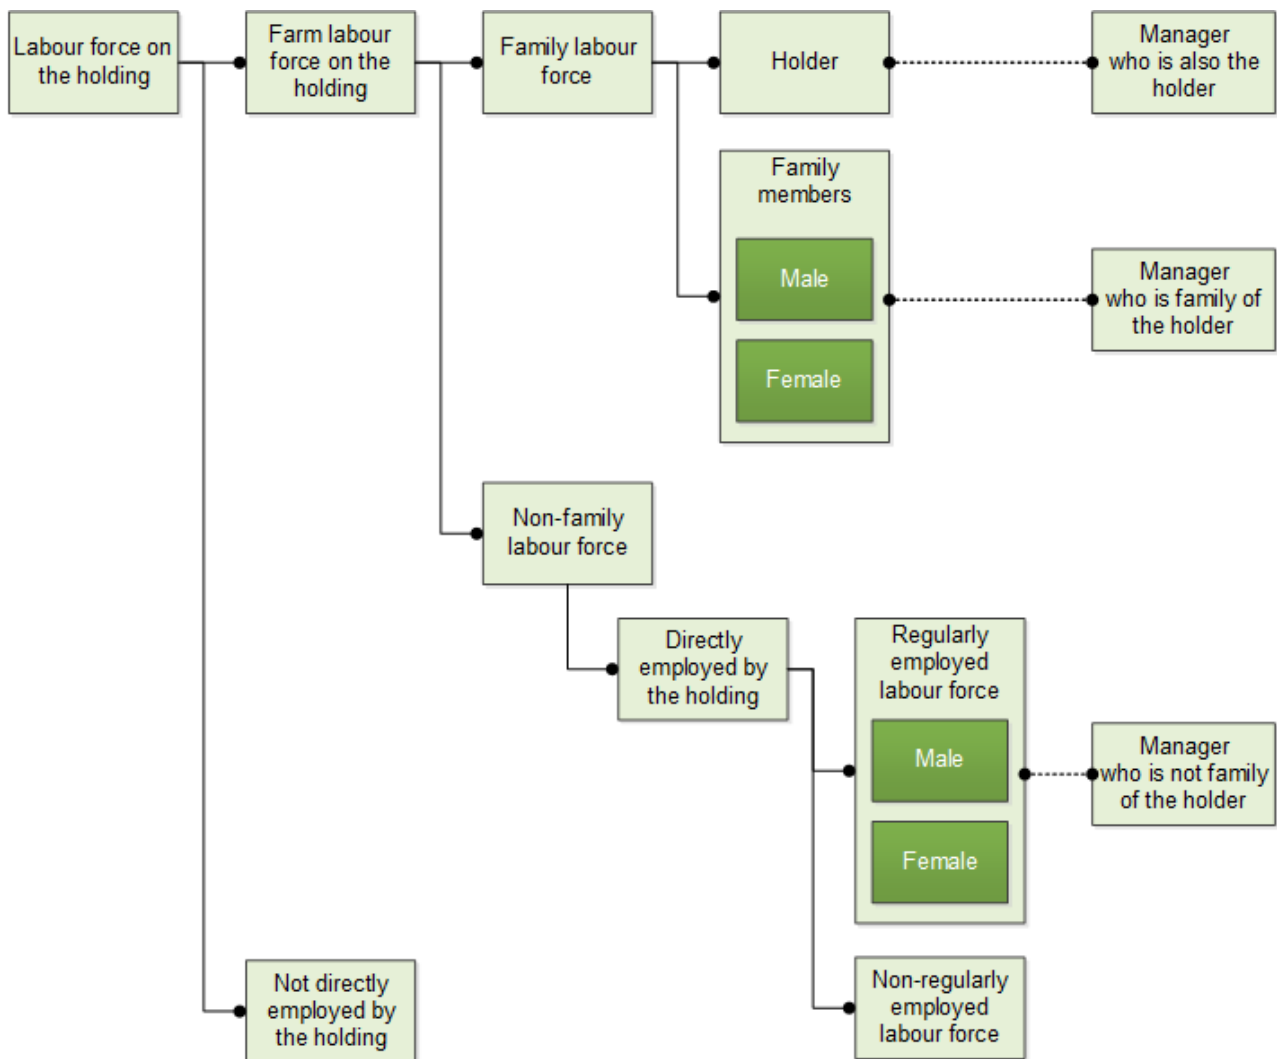 Labour force on
the holding
Farm labour
force on the
holding
Family labour
force
Holder
Manager
who is also the
holder
Family
members
Male
Female
Manager
who is family of
the holder
Non-family
labour force
Directly
employed by
the holding
Regularly
employed
labour force
Male
Female
Manager
who is not family
of the holder
Not directly
employed by
the holding
Non-regularly
employed
labour force